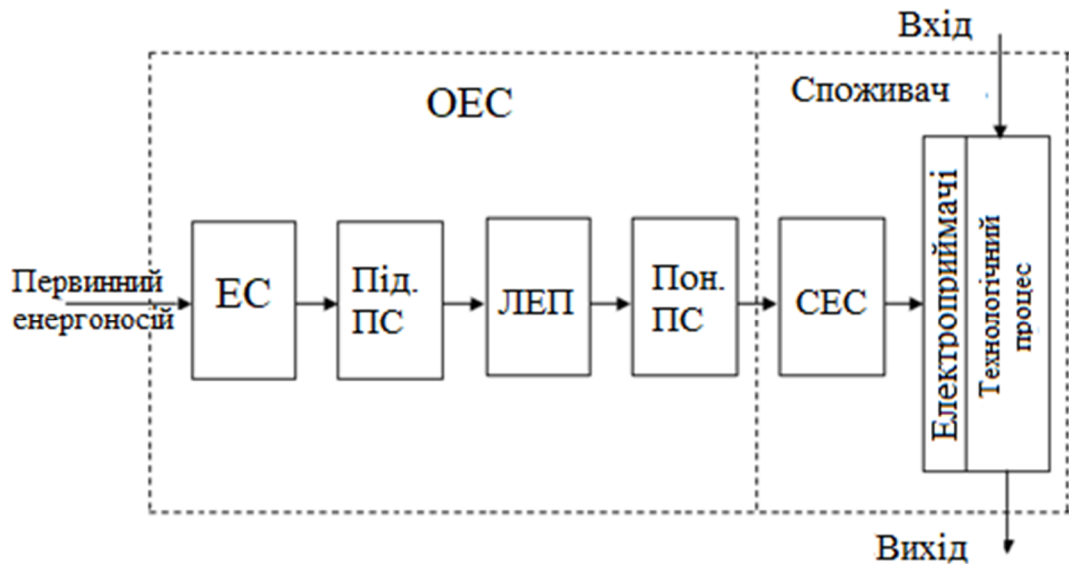 Вхід
ОЕС
Споживач
Первинний
енергоносій
ЕС
Під.
ПС
ЛЕП
Пон.
ПС
СЕС
Електроприймачі
Технологічний
процес
Вихід